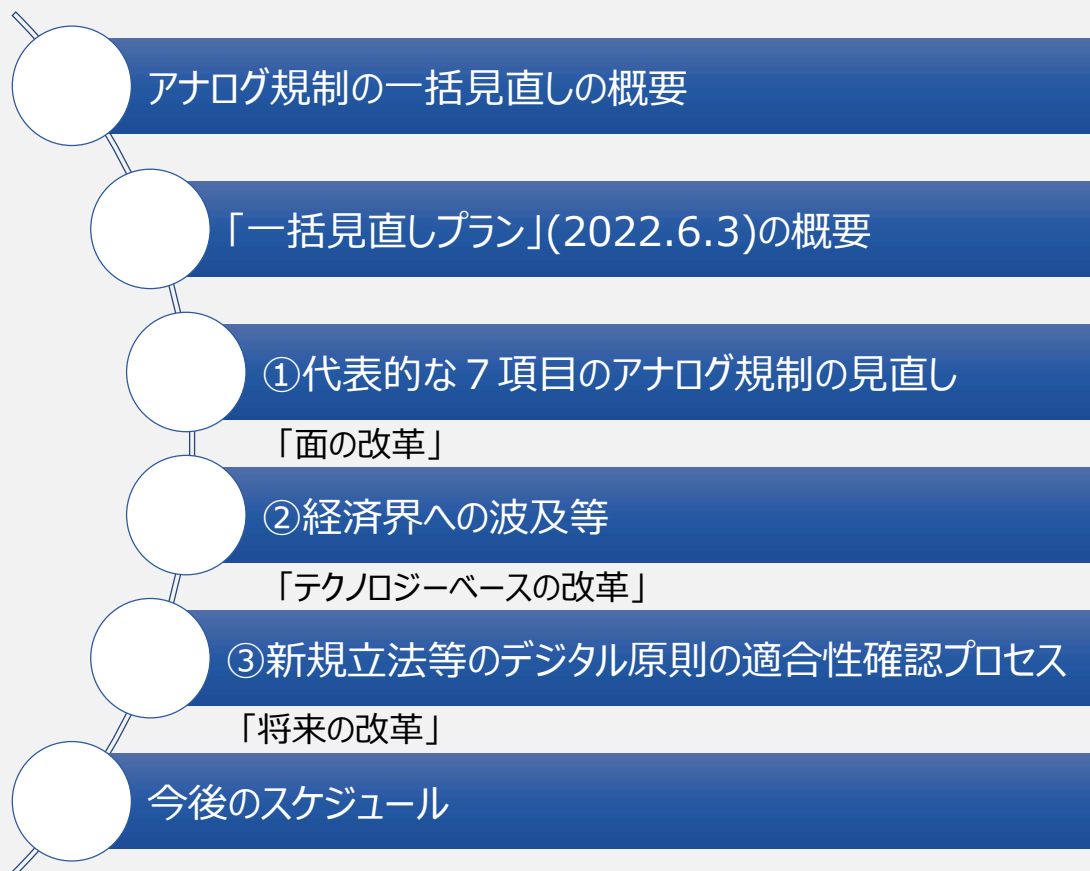 アナログ規制の一括見直しの概要
「一括見直しプラン」(2022.6.3)の概要
①代表的な７項目のアナログ規制の見直し
「面の改革」
②経済界への波及等
「テクノロジーベースの改革」
③新規立法等のデジタル原則の適合性確認プロセス
「将来の改革」
今後のスケジュール